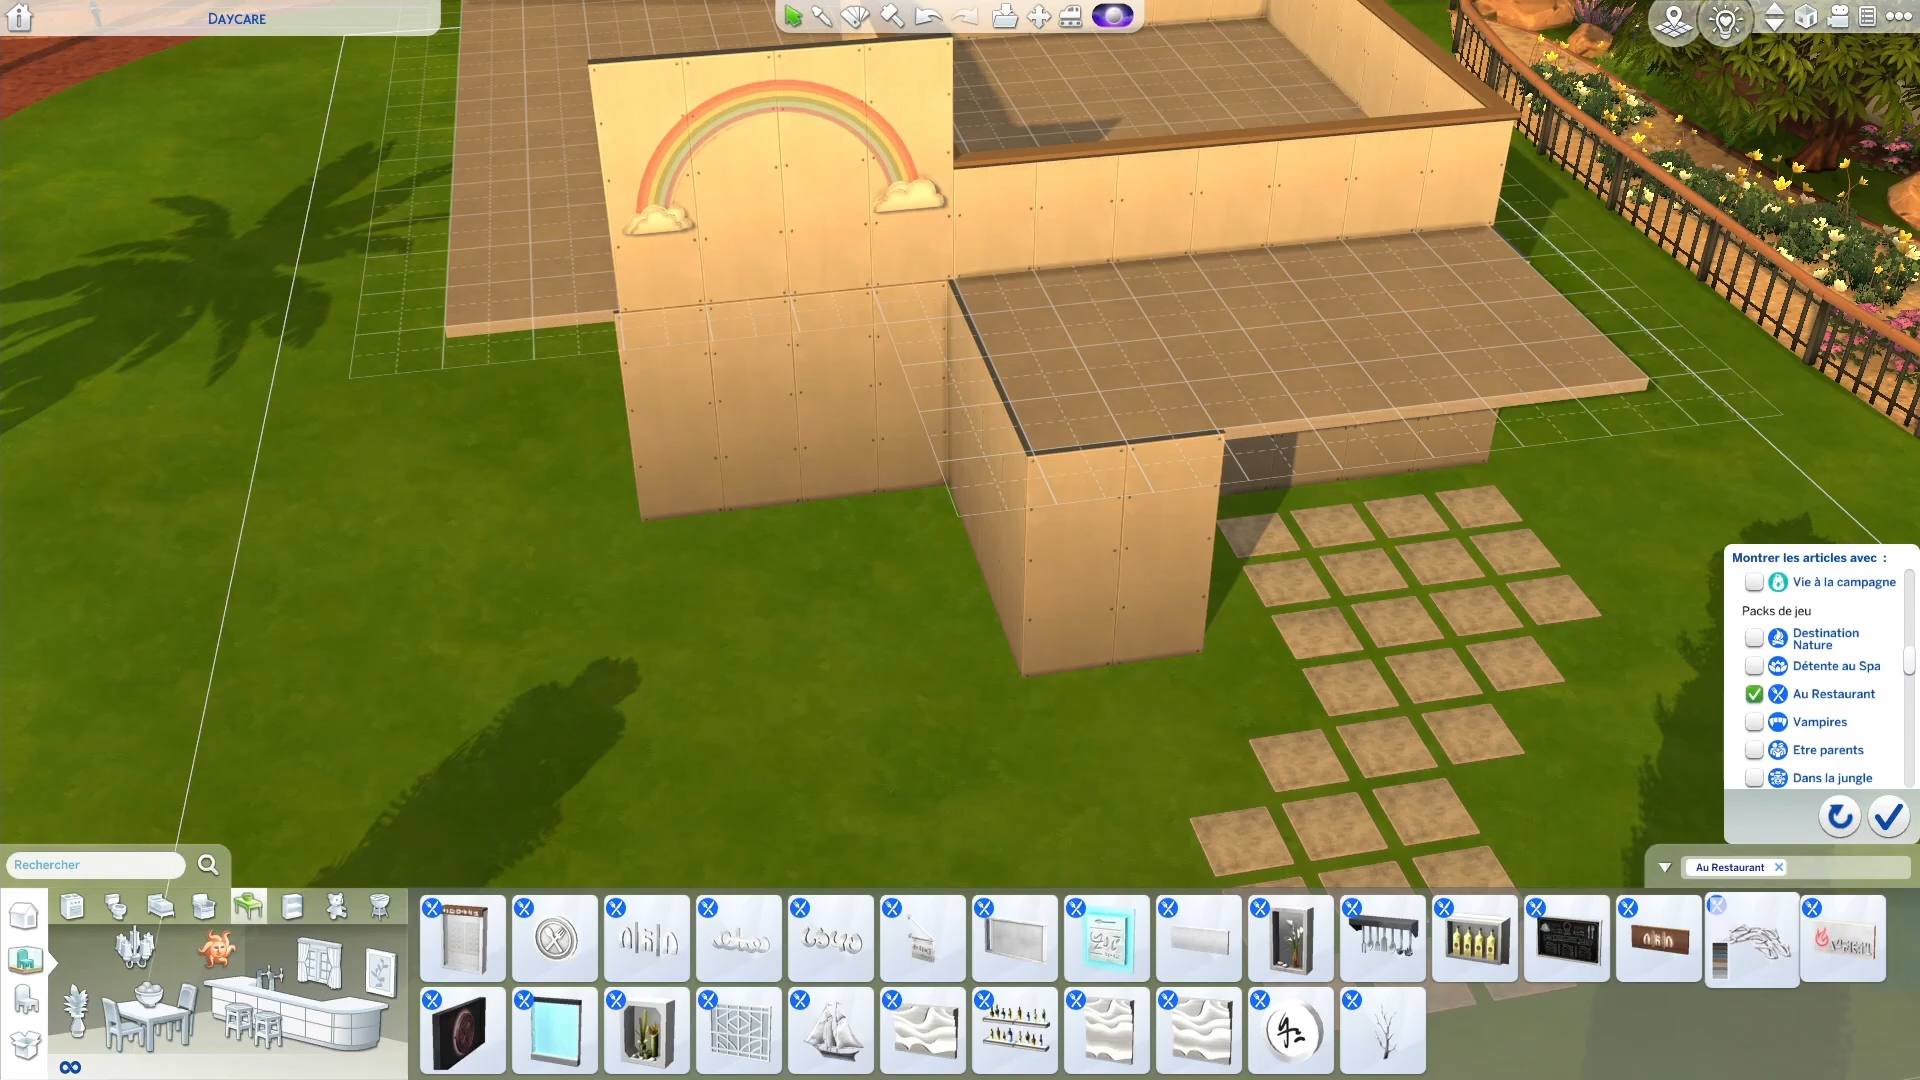 DAYCARE
Montrer les articles avec :
Vie à la campagne
Packs de jeu
Destination
Nature
Détente au Spa
Au Restaurant
Vampires
Etre parents
Dans la jungle
Rechercher
Au Restaurant